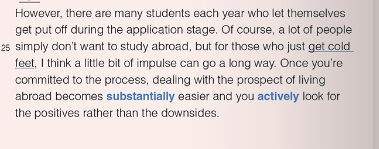 However, there are many students each year who let themselves
get put off during the application stage. Of course, a lot of people
25 simply don't want to study abroad, but for those who just get cold
feet, I think a little bit of impulse can go a long way. Once you're
committed to the process, dealing with the prospect of living
abroad becomes substantially easier and you actively look for
the positives rather than the downsides.